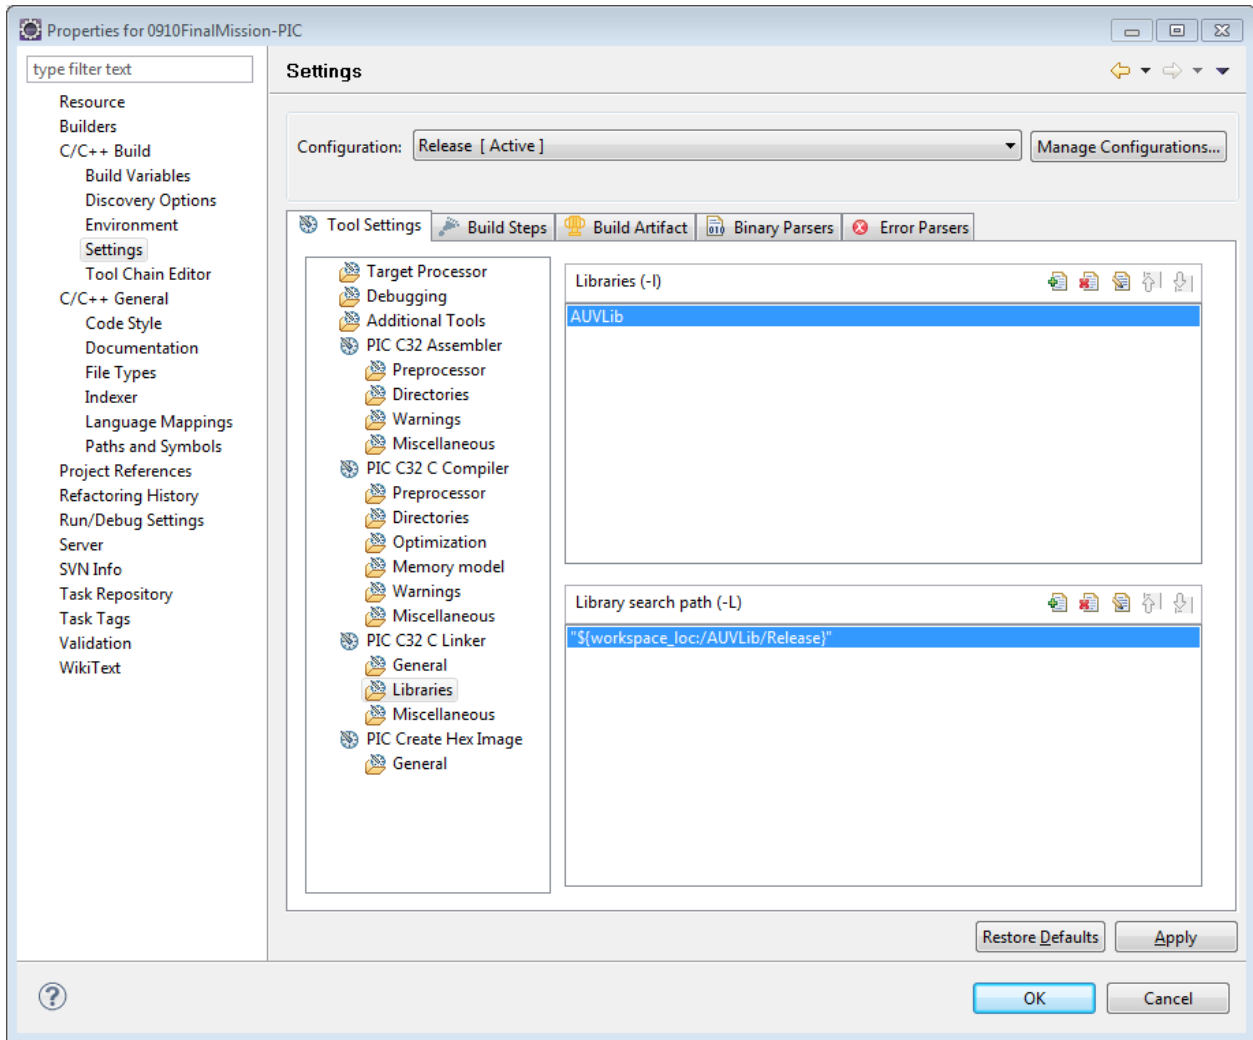 Properties for 0910FinalMission-PIC
type filter text
Resource
Builders
C/C++ Build
Build Variables
Discovery Options
Environment
Settings
Tool Chain Editor
C/C++ General
Code Style
Documentation
File Types
Indexer
Language Mappings
Paths and Symbols
Project References
Refactoring History
Run/Debug Settings
Server
SVN Info
Task Repository
Task Tags
Validation
WikiText
Settings
Configuration: Release [ Active ] Manage Configurations...
Tool Settings Build Steps Build Artifact Binary Parsers Error Parsers
Target Processor
Debugging
Additional Tools
PIC C32 Assembler
Preprocessor
Directories
Warnings
Miscellaneous
PIC C32 C Compiler
Preprocessor
Directories
Optimization
Memory model
Warnings
Miscellaneous
PIC C32 C Linker
General
Libraries
Miscellaneous
PIC Create Hex Image
General
Libraries (-l)
AUVLib
Library search path (-L)
"${workspace_loc:/AUVLib/Release}"
Restore Defaults Apply
OK Cancel